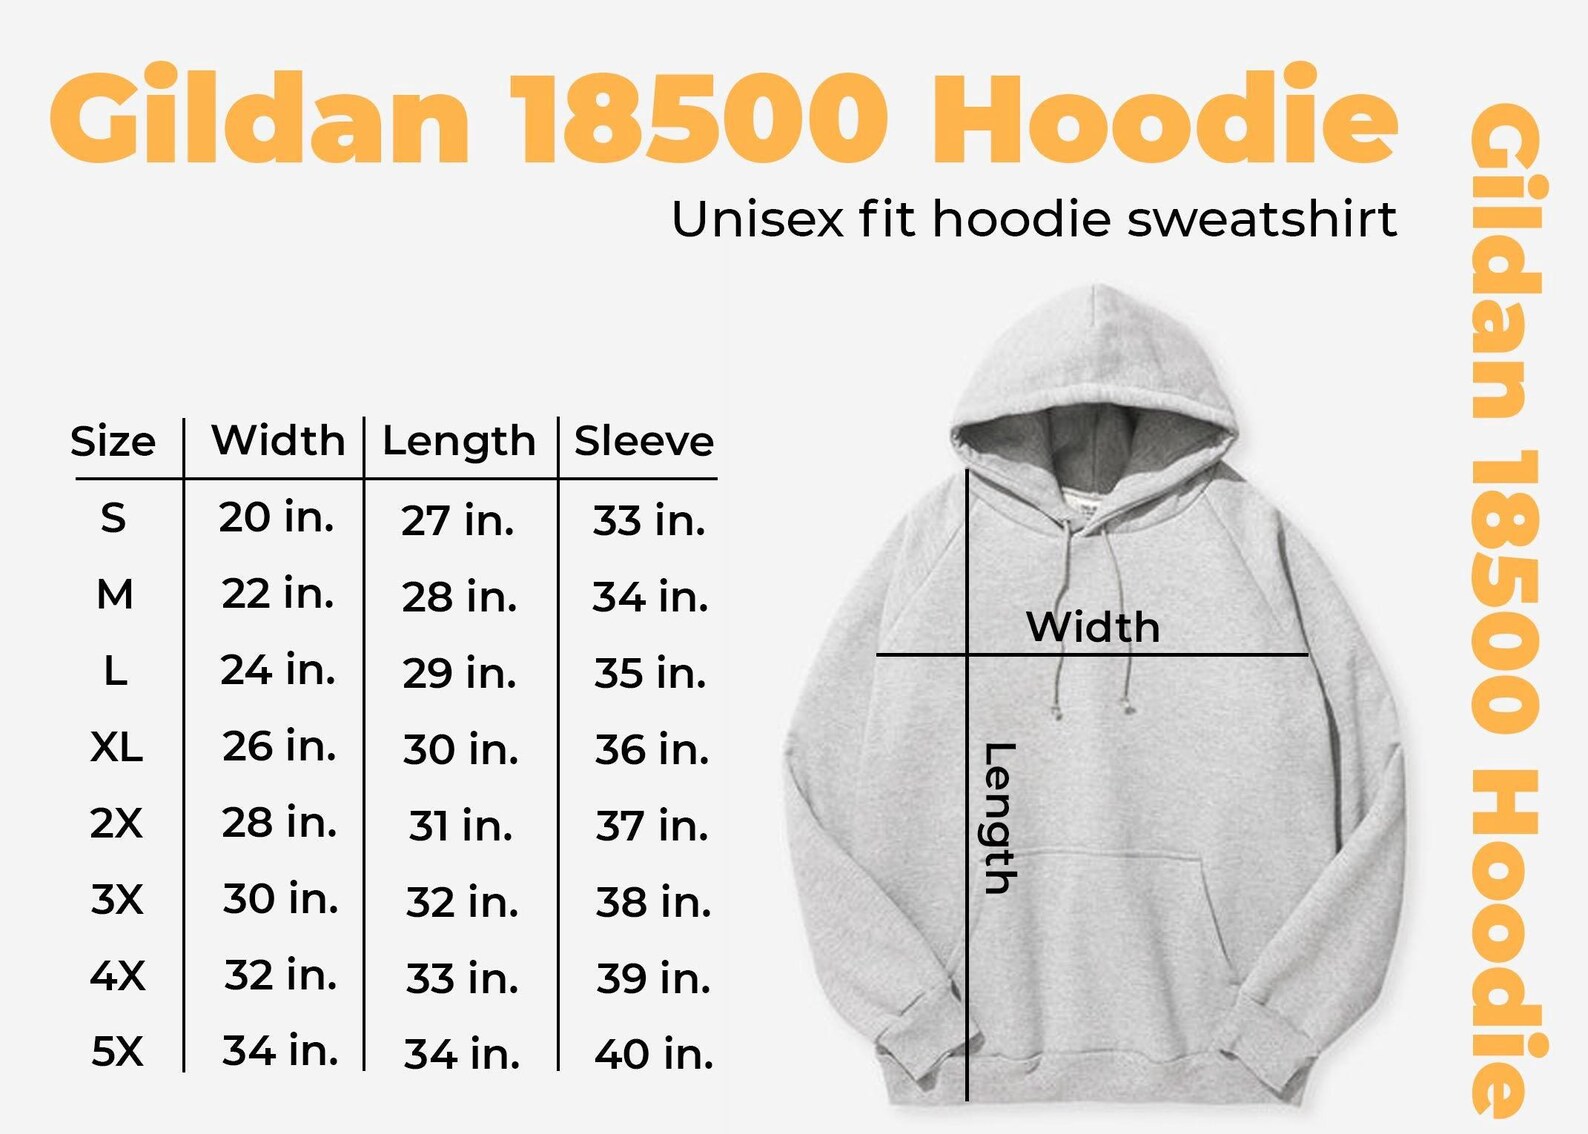 Gildan 18500 Hoodie
Unisex fit hoodie sweatshirt
Size Width Length Sleeve
S 20 in. 27 in. 33 in.
M 22 in. 28 in. 34 in.
L 24 in. 29 in. 35 in.
XL 26 in. 30 in. 36 in.
2X 28 in. 31 in. 37 in.
3X 30 in. 32 in. 38 in.
4X 32 in. 33 in. 39 in.
5X 34 in. 34 in. 40 in.
Width
Length
Gildan 18500 Hoodie